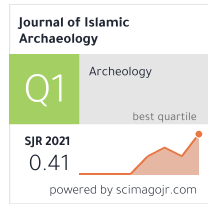 Journal of Islamic
Archaeology
Q1
Archeology
best quartile
SJR 2021
0.41
powered by scimagojr.com